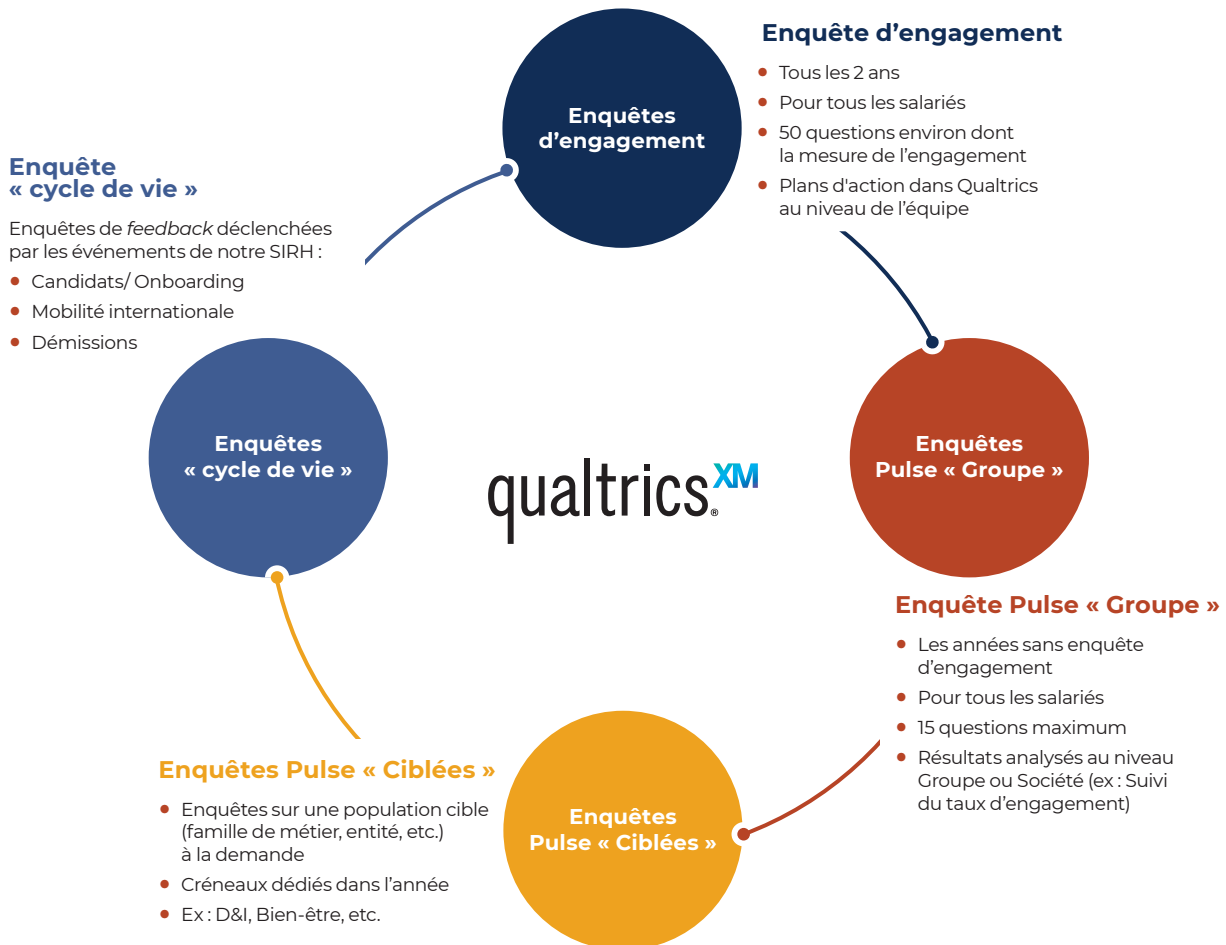 Enquête d’engagement
• Tous les 2 ans
• Pour tous les salariés
• 50 questions environ dont
la mesure de l’engagement
• Plans d'action dans Qualtrics
au niveau de l’équipe
Enquêtes
d’engagement
Enquête
« cycle de vie »
Enquêtes de feedback déclenchées
par les événements de notre SIRH :
• Candidats/ Onboarding
• Mobilité internationale
• Démissions
Enquêtes
« cycle de vie »
qualtrics.XM
®
Enquêtes
Pulse « Groupe »
Enquête Pulse « Groupe »
• Les années sans enquête
d’engagement
• Pour tous les salariés
• 15 questions maximum
• Résultats analysés au niveau
Groupe ou Société (ex : Suivi
du taux d’engagement)
Enquêtes Pulse « Ciblées »
• Enquêtes sur une population cible
(famille de métier, entité, etc.)
à la demande
• Créneaux dédiés dans l’année
• Ex : D&I, Bien-être, etc.
Enquêtes
Pulse « Ciblées »